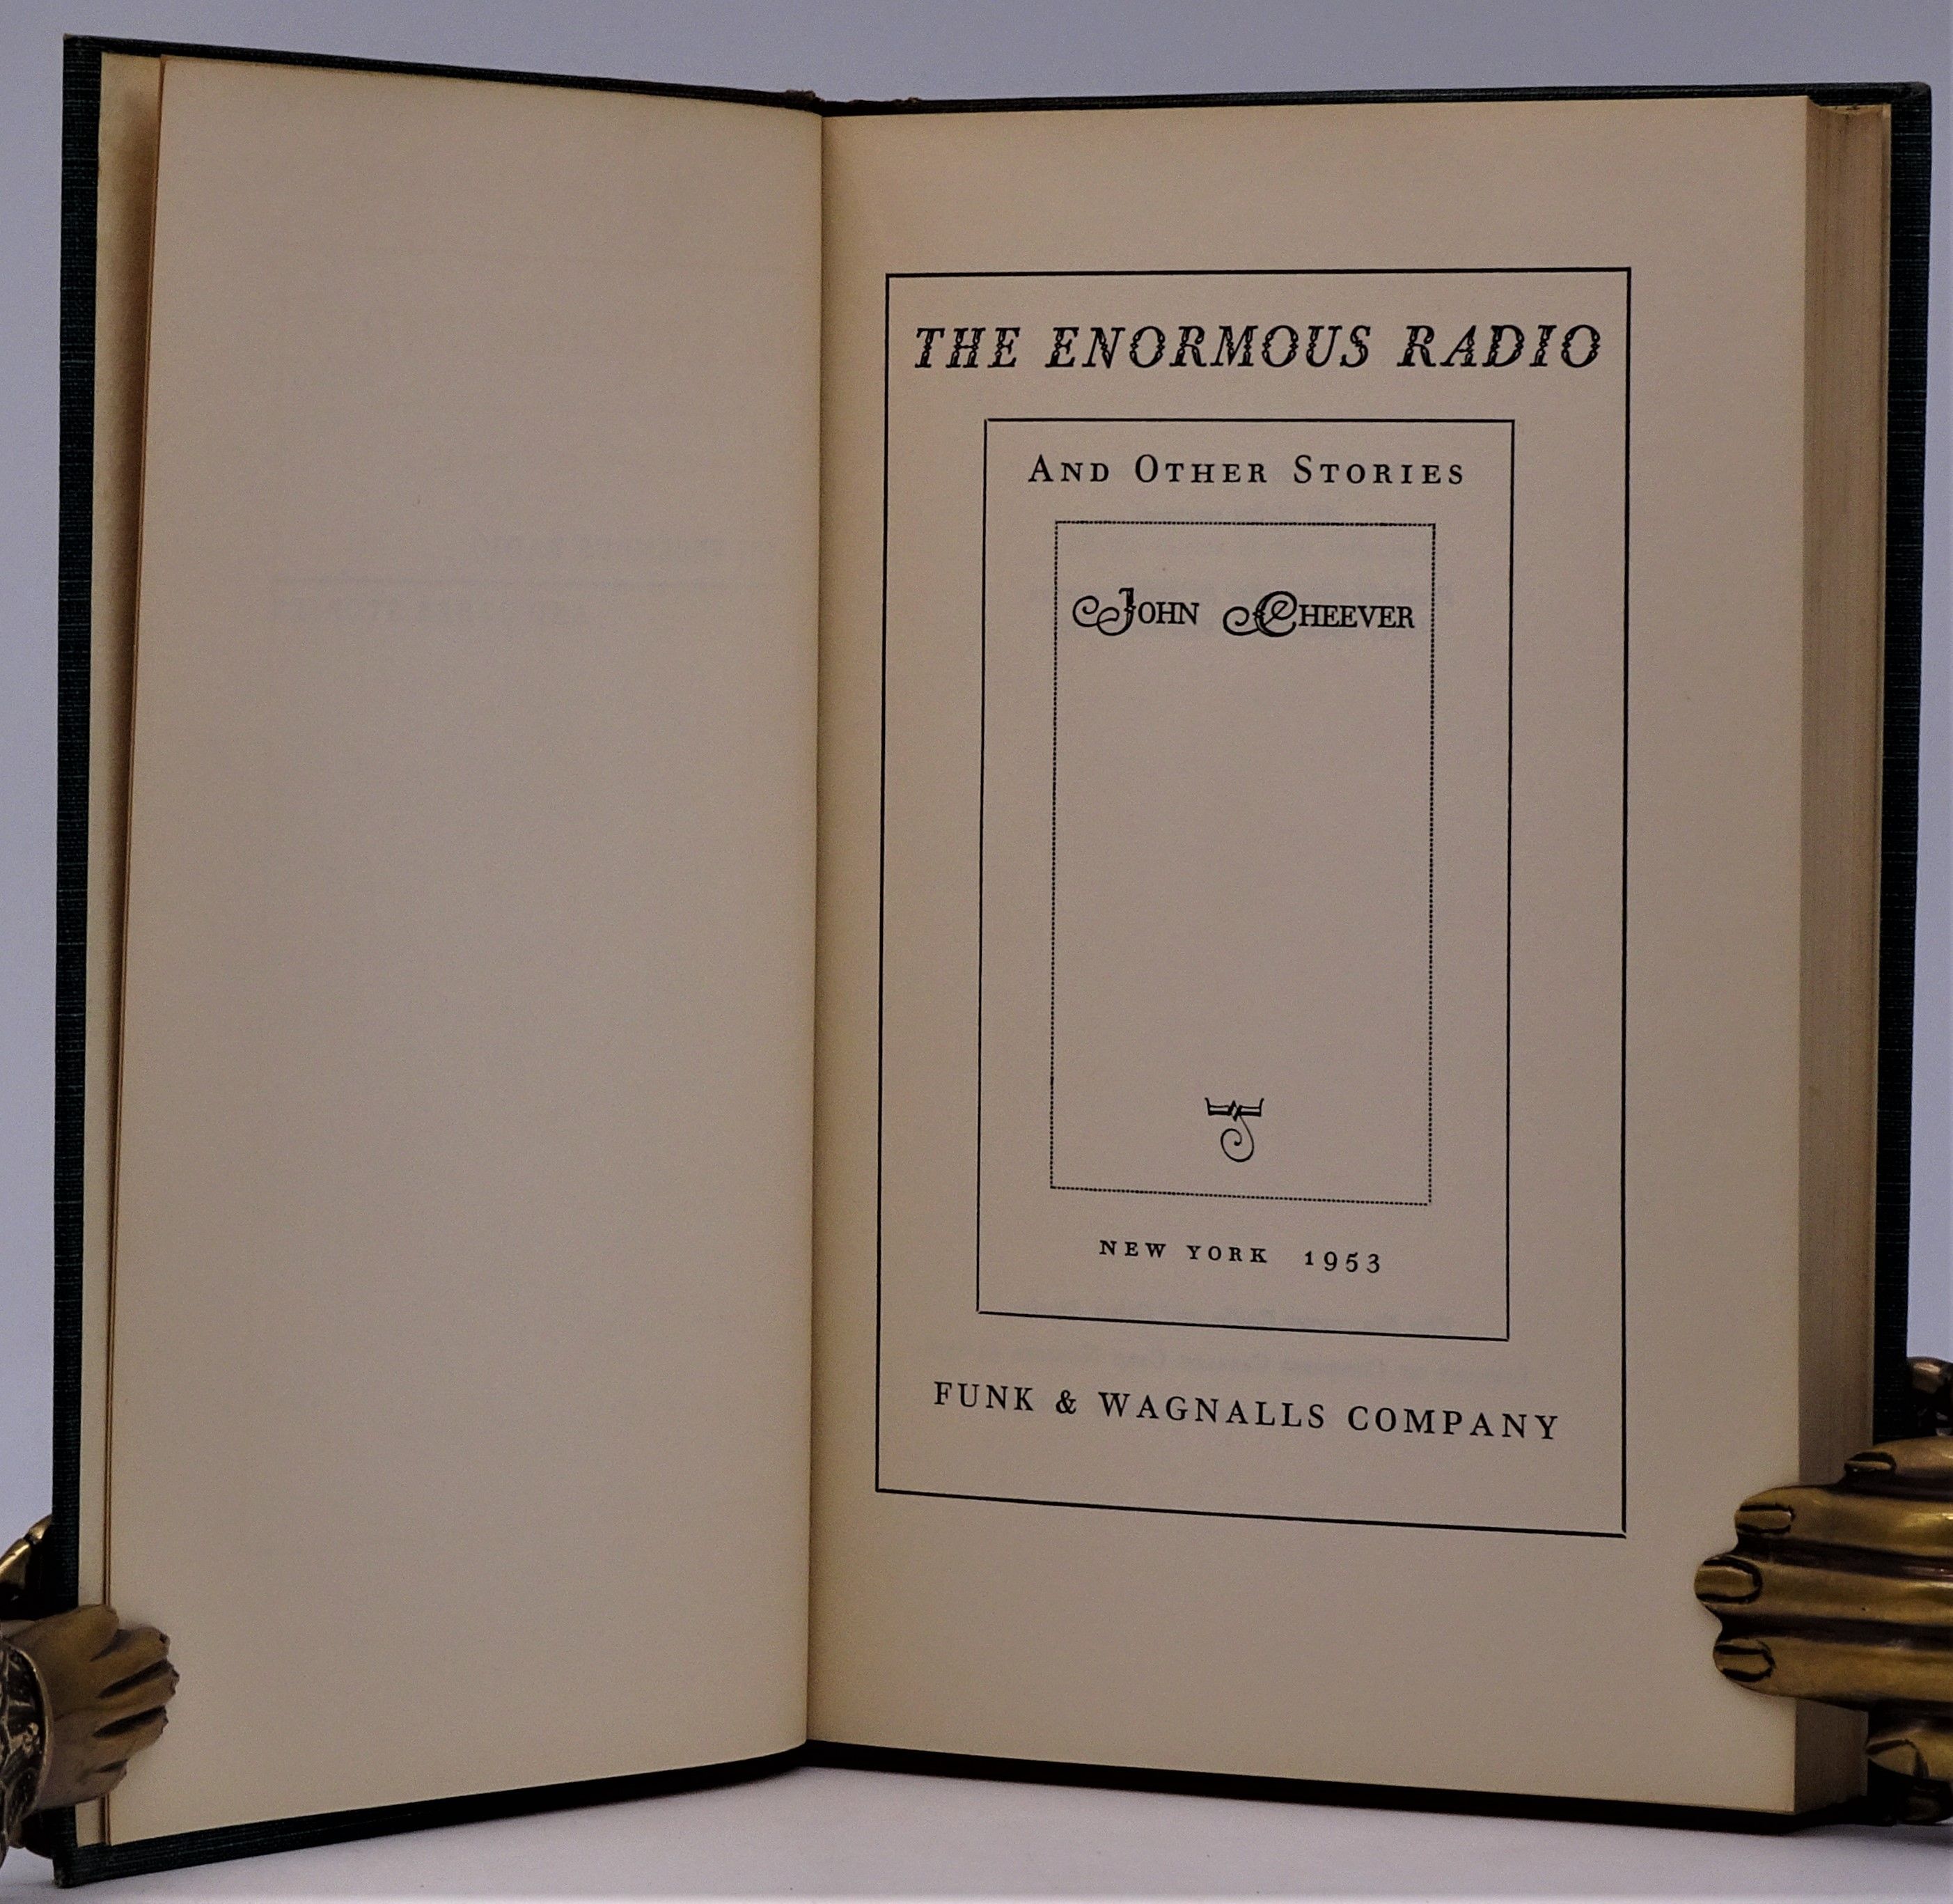 THE ENORMOUS RADIO
AND OTHER STORIES
JOHN CHEEVER
NEW YORK 1953
FUNK & WAGNALLS COMPANY